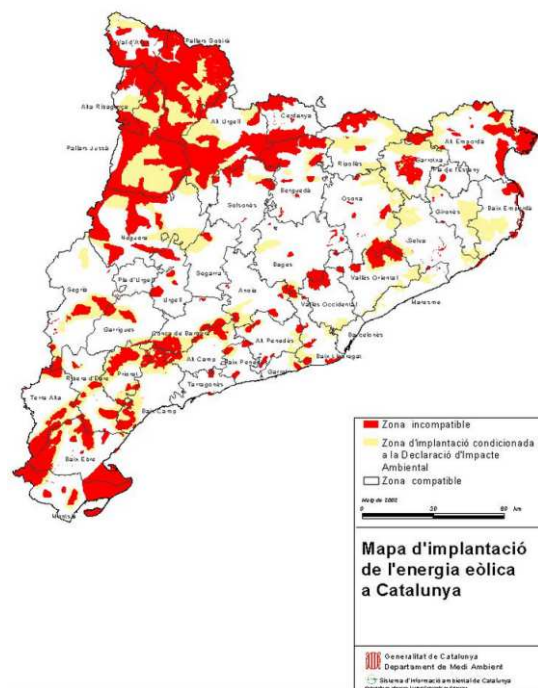 Val d'Aran
Pallars Sobirà
Alta Ribagorça
Alt Urgell
Cerdanya
Pallars Jussà
Ripollès
Garrotxa
Alt Empordà
Pla de l'Estany
Berguedà
Osona
Solsonès
Gironès
Baix Empordà
Noguera
Selva
Bages
Segarra
Vallès Oriental
Pla d'Urgell
Segrià
Urgell
Anoia
Vallès Occidental
Maresme
Garrigues
Conca de Barberà
Barcelonès
Alt Penedès
Baix Llobregat
Alt Camp
Baix Penedès
Garraf
Priorat
Ribera d'Ebre
Tarragonès
Terra Alta
Baix Camp
Baix Ebre
Montsià
Zona incompatible
Zona d'implantació condicionada
a la Declaració d'Impacte
Ambiental
Zona compatible
Maig de 2002
0 30 60 km
Mapa d'implantació
de l'energia eòlica
a Catalunya
Generalitat de Catalunya
Departament de Medi Ambient
Sistema d'Informació ambiental de Catalunya